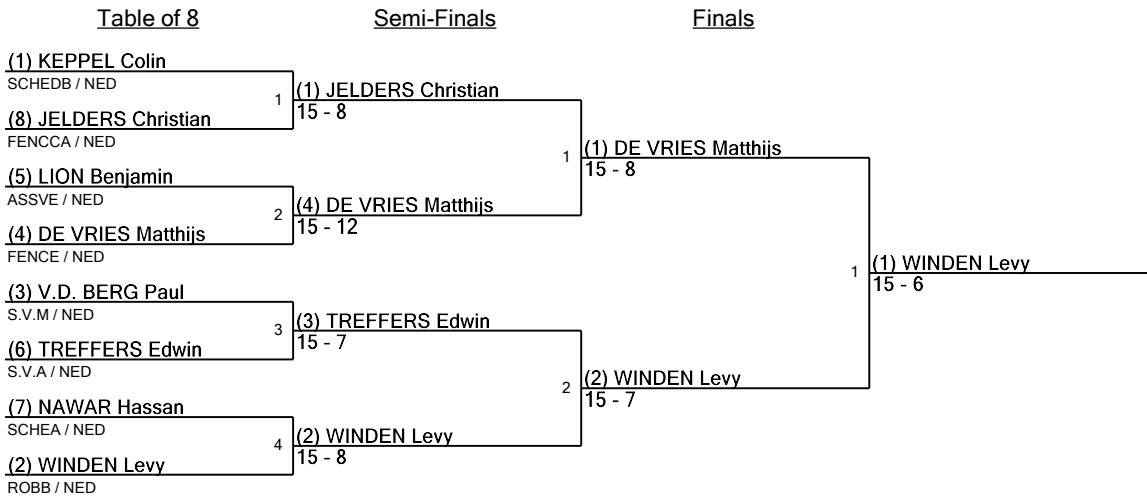 Table of 8
Semi-Finals
Finals
(1) KEPPEL Colin
SCHEDB / NED
1
(8) JELDERS Christian
FENCCA / NED
(5) LION Benjamin
ASSVE / NED
2
(4) DE VRIES Matthijs
FENCE / NED
(3) V.D. BERG Paul
S.V.M / NED
3
(6) TREFFERS Edwin
S.V.A / NED
(7) NAWAR Hassan
SCHEA / NED
4
(2) WINDEN Levy
ROBB / NED
(1) JELDERS Christian
15 - 8
1
(4) DE VRIES Matthijs
15 - 12
(3) TREFFERS Edwin
15 - 7
2
(2) WINDEN Levy
15 - 8
(1) DE VRIES Matthijs
15 - 8
1
(2) WINDEN Levy
15 - 7
(1) WINDEN Levy
15 - 6